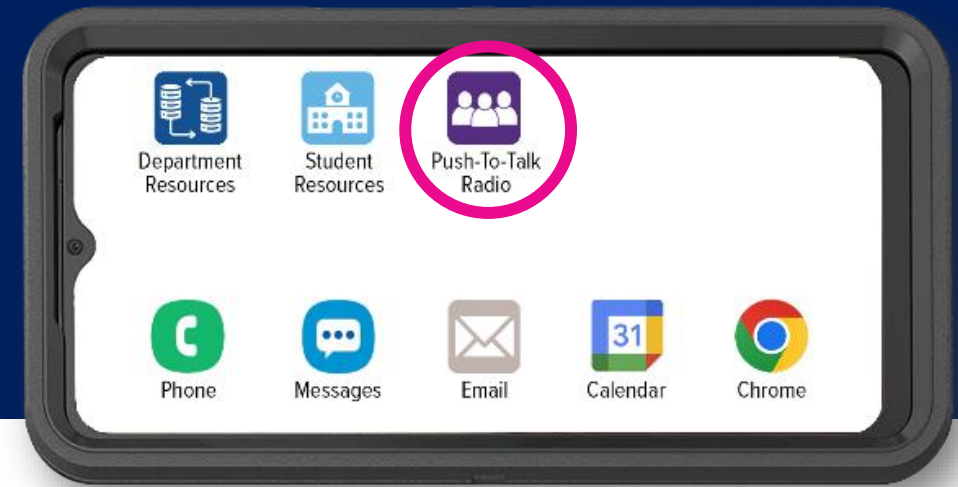 Department
Resources
Student
Resources
Push-To-Talk
Radio
Phone
Messages
Email
31
Calendar
Chrome